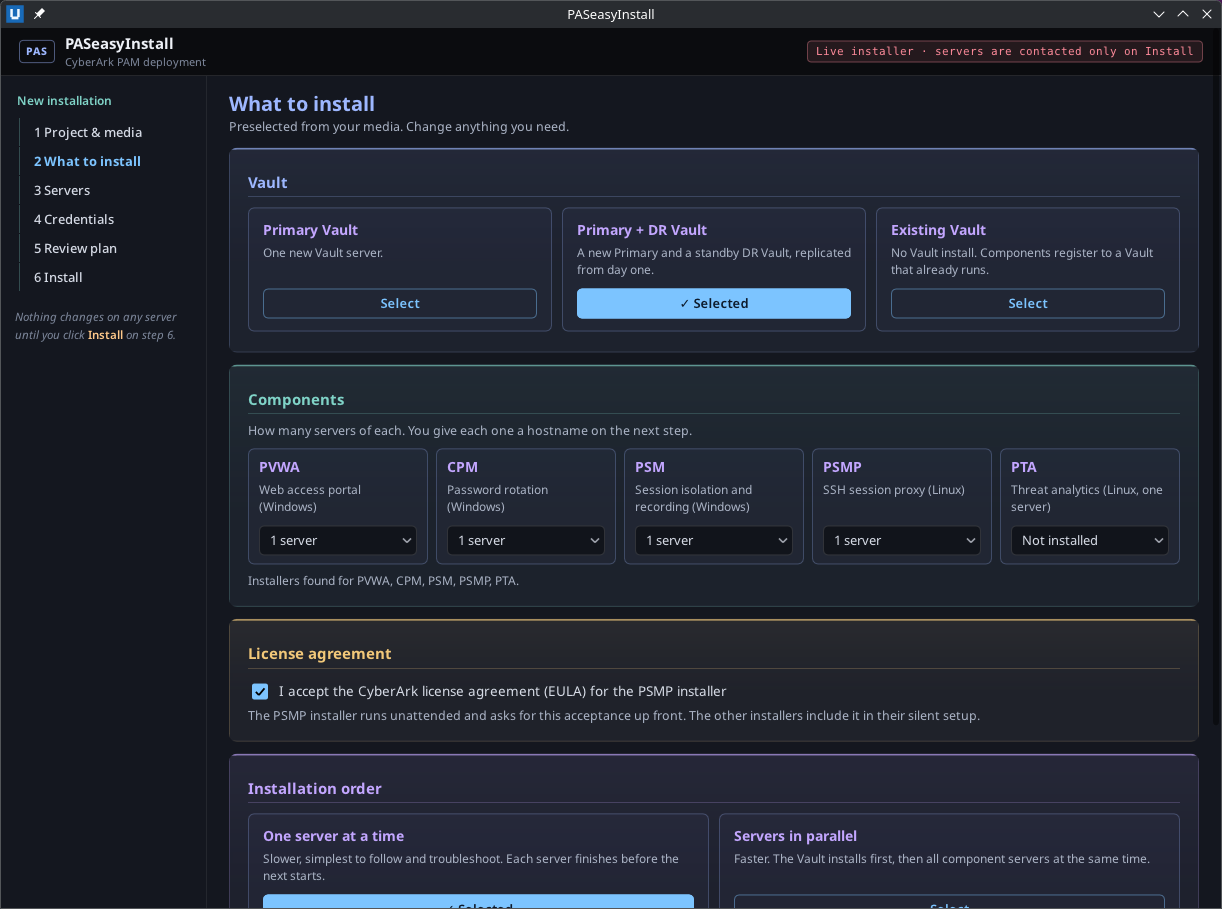 U
PASeasyInstall
PAS
PASeasyInstall
CyberArk PAM deployment
Live installer · servers are contacted only on Install
New installation
1 Project & media
2 What to install
3 Servers
4 Credentials
5 Review plan
6 Install
Nothing changes on any server
until you click Install on step 6.
What to install
Preselected from your media. Change anything you need.
Vault
Primary Vault
One new Vault server.
Select
Primary + DR Vault
A new Primary and a standby DR Vault, replicated
from day one.
✓ Selected
Existing Vault
No Vault install. Components register to a Vault
that already runs.
Select
Components
How many servers of each. You give each one a hostname on the next step.
PVWA
Web access portal
(Windows)
1 server
CPM
Password rotation
(Windows)
1 server
PSM
Session isolation and
recording (Windows)
1 server
PSMP
SSH session proxy (Linux)
1 server
PTA
Threat analytics (Linux, one
server)
Not installed
Installers found for PVWA, CPM, PSM, PSMP, PTA.
License agreement
I accept the CyberArk license agreement (EULA) for the PSMP installer
The PSMP installer runs unattended and asks for this acceptance up front. The other installers include it in their silent setup.
Installation order
One server at a time
Slower, simplest to follow and troubleshoot. Each server finishes before the
next starts.
✓ Selected
Servers in parallel
Faster. The Vault installs first, then all component servers at the same time.
Select